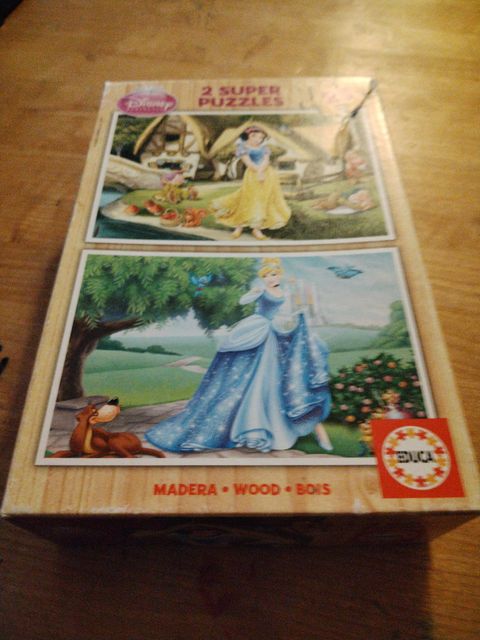 Disney
2 SUPER
PUZZLES
MADERA • WOOD • BOIS
EDUCA